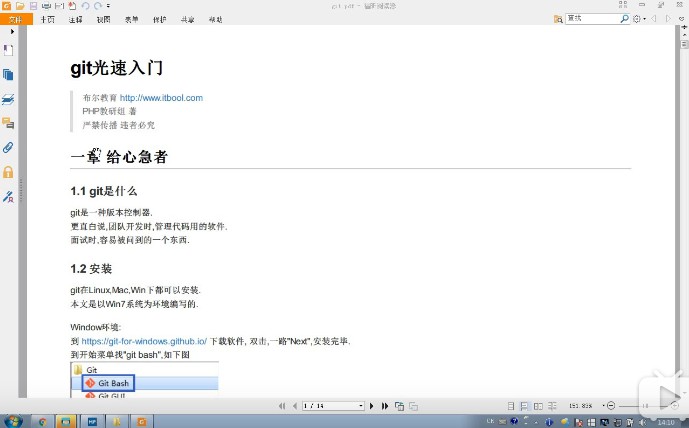 git.pdf - 福昕阅读器
文件 主页 注释 视图 表单 保护 共享 帮助
查找
git光速入门
布尔教育 http://www.itbool.com
PHP教研组 著
严禁传播 违者必究
一章 给心急者
1.1 git是什么
git是一种版本控制器.
更直白说,团队开发时,管理代码用的软件.
面试时,容易被问到的一个东西.
1.2 安装
git在Linux,Mac,Win下都可以安装.
本文是以Win7系统为环境编写的.
Window环境:
到 https://git-for-windows.github.io/ 下载软件, 双击,一路"Next",安装完毕.
到开始菜单找"git bash",如下图
Git
Git Bash
Git GUI
1 / 14
151.83%
CH
14:10